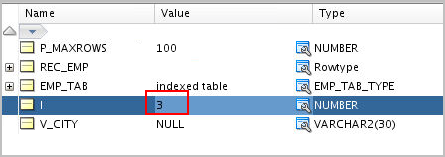 Name Value Type
P_MAXROWS 100 NUMBER
REC_EMP Rowtype
EMP_TAB indexed table EMP_TAB_TYPE
I 3 NUMBER
V_CITY NULL VARCHAR2(30)